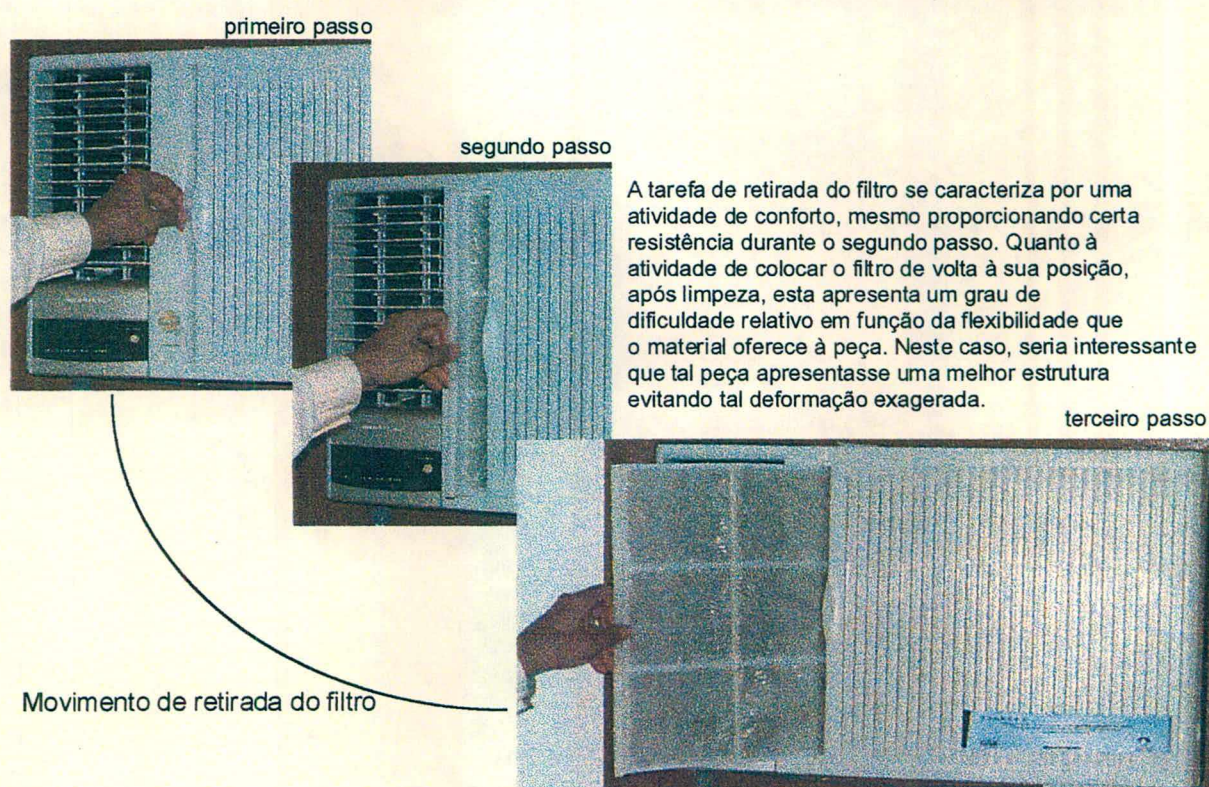 primeiro passo
segundo passo
A tarefa de retirada do filtro se caracteriza por uma
atividade de conforto, mesmo proporcionando certa
resistência durante o segundo passo. Quanto à
atividade de colocar o filtro de volta à sua posição,
após limpeza, esta apresenta um grau de
dificuldade relativo em função da flexibilidade que
o material oferece à peça. Neste caso, seria interessante
que tal peça apresentasse uma melhor estrutura
evitando tal deformação exagerada.
terceiro passo
Movimento de retirada do filtro